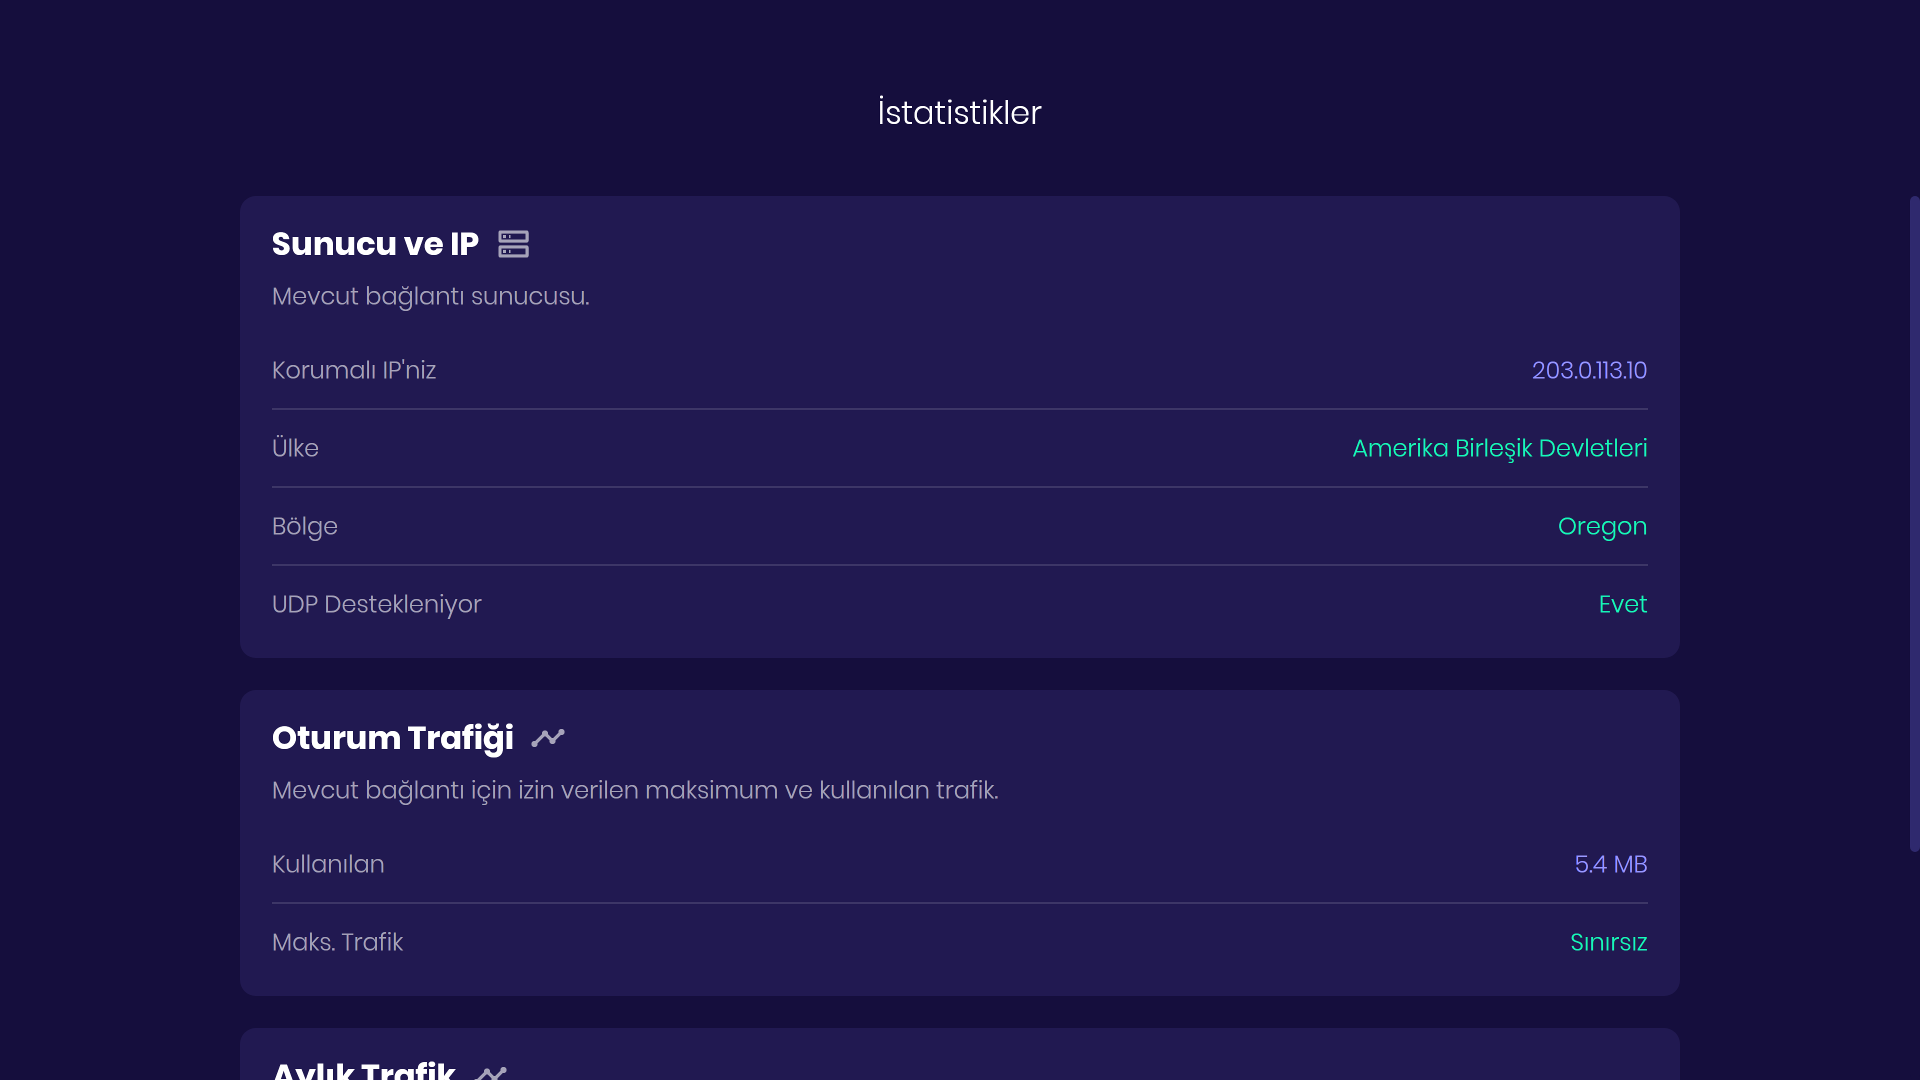 İstatistikler
Sunucu ve IP
Mevcut bağlantı sunucusu.
Korumalı IP'niz 203.0.113.10
Ülke Amerika Birleşik Devletleri
Bölge Oregon
UDP Destekleniyor Evet
Oturum Trafiği
Mevcut bağlantı için izin verilen maksimum ve kullanılan trafik.
Kullanılan 5.4 MB
Maks. Trafik Sınırsız
Aylık Trafik